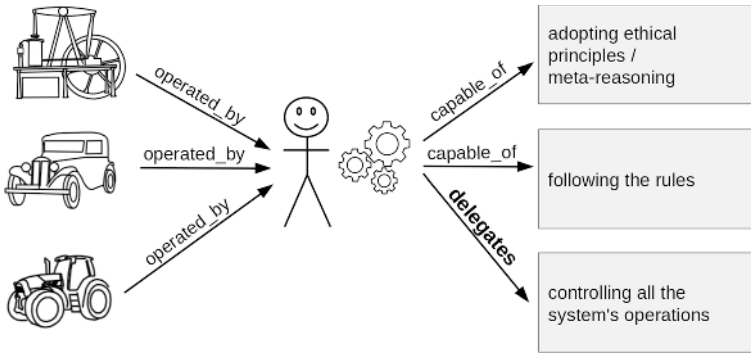 adopting ethical
principles /
meta-reasoning
operated_by
capable_of
operated_by
capable_of
following the rules
operated_by
delegates
controlling all the
system's operations